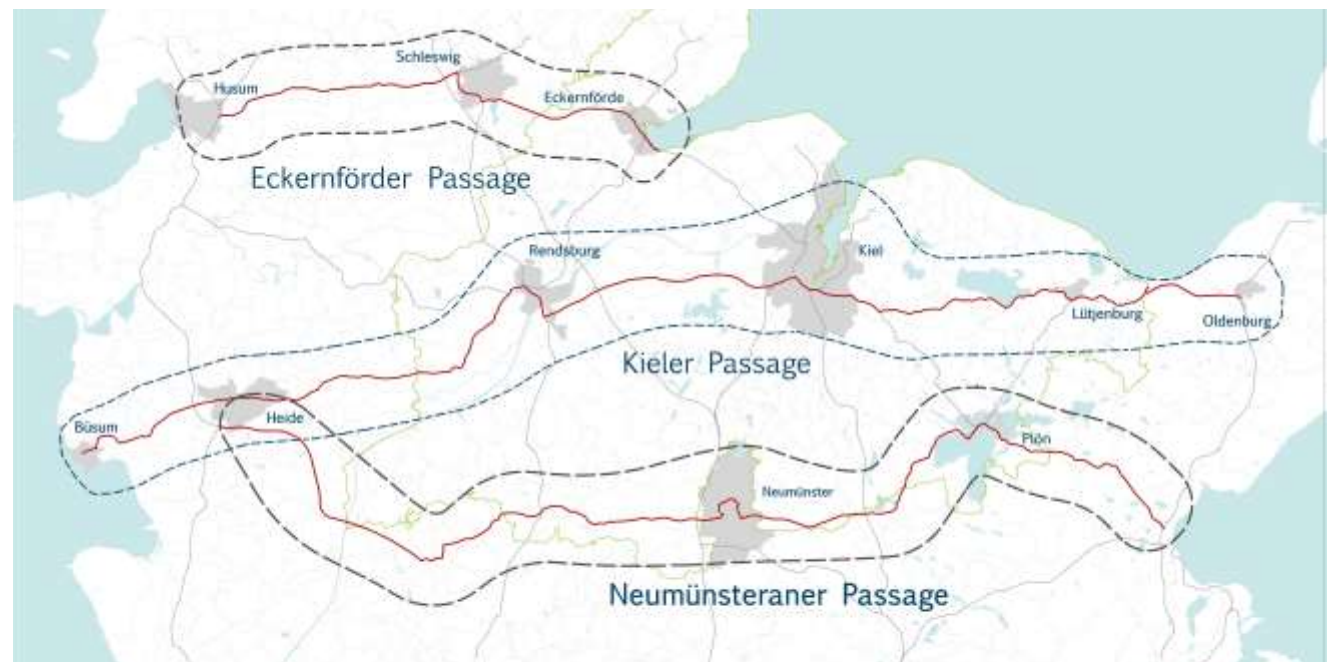 Schleswig
Husum
Eckernförde
Eckernförder Passage
Rendsburg
Kiel
Lütjenburg
Oldenburg
Kieler Passage
Büsum
Heide
Plön
Neumünster
Neumünsteraner Passage